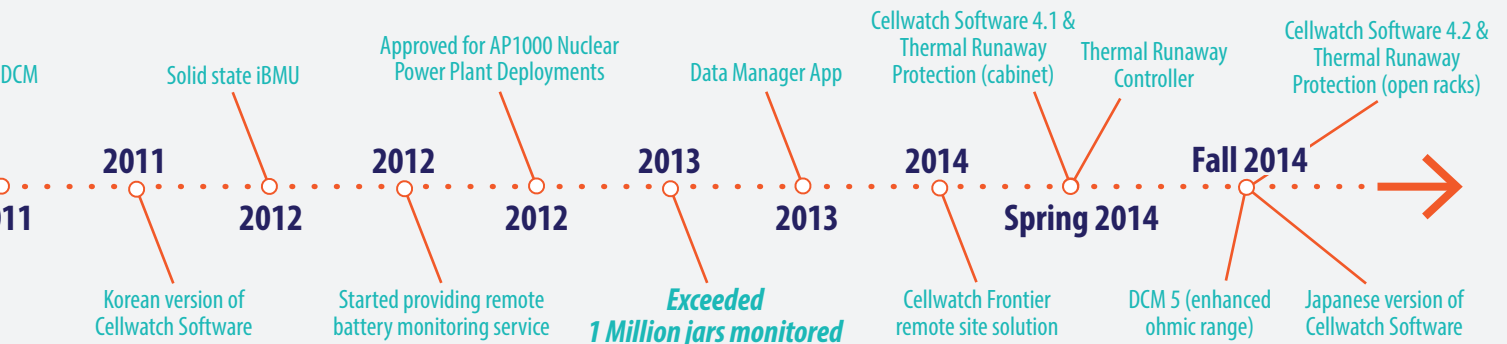 DCM
Solid state iBMU
Approved for AP1000 Nuclear
Power Plant Deployments
Data Manager App
Cellwatch Software 4.1 &
Thermal Runaway
Protection (cabinet)
Thermal Runaway
Controller
Cellwatch Software 4.2 &
Thermal Runaway
Protection (open racks)
2011
2012
2013
2014
Fall 2014
11
2012
2012
2013
Spring 2014
Korean version of
Cellwatch Software
Started providing remote
battery monitoring service
Exceeded
1 Million jars monitored
Cellwatch Frontier
remote site solution
DCM 5 (enhanced
ohmic range)
Japanese version of
Cellwatch Software